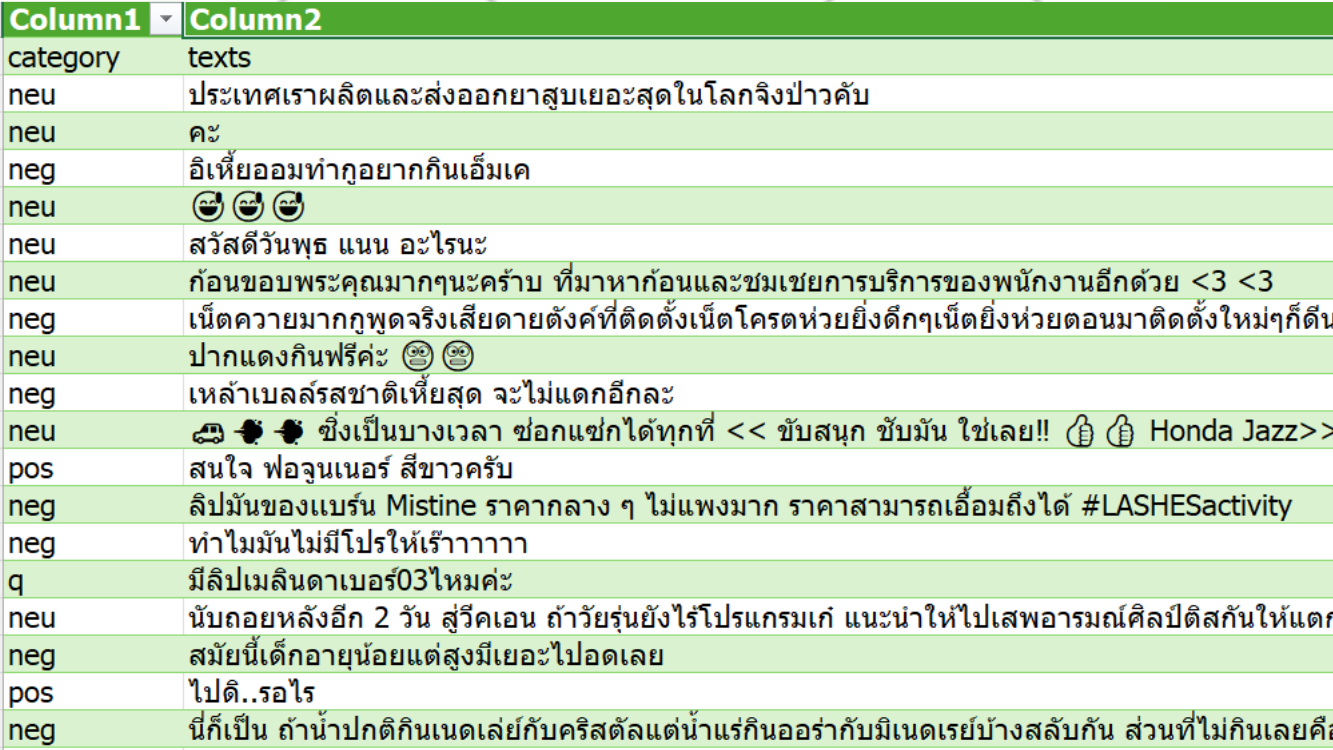 Column1 Column2
category texts
neu ประเทศเราผลิตและส่งออกยาสูบเยอะสุดในโลกจิงป่าวคับ
neu คะ
neg อิเหี้ยออมทำกูอยากกินเอ็มเค
neu 😅😅😅
neu สวัสดีวันพุธ แนน อะไรนะ
neu ก้อนขอบพระคุณมากๆนะคร้าบ ที่มาหาก้อนและชมเชยการบริการของพนักงานอีกด้วย <3 <3
neg เน็ตควายมากกูพูดจริงเสียดายตังค์ที่ติดตั้งเน็ตโครตห่วยยิ่งดึกๆเน็ตยิ่งห่วยตอนมาติดตั้งใหม่ๆก็ดีน
neu ปากแดงกินฟรีค่ะ 😨😨
neg เหล้าเบลล์รสชาติเหี้ยสุด จะไม่แดกอีกละ
neu 🚗💨💨 ซิ่งเป็นบางเวลา ซ่อกแซ่กได้ทุกที่ << ขับสนุก ชับมัน ใช่เลย!! 👍👍 Honda Jazz>>
pos สนใจ ฟอจูนเนอร์ สีขาวครับ
neg ลิปมันของแบร์น Mistine ราคากลาง ๆ ไม่แพงมาก ราคาสามารถเอื้อมถึงได้ #LASHESactivity
neg ทำไมมันไม่มีโปรให้เร๊าาาาาา
q มีลิปเมลินดาเบอร์03ไหมค่ะ
neu นับถอยหลังอีก 2 วัน สู่วีคเอน ถ้าวัยรุ่นยังไร้โปรแกรมเก๋ แนะนำให้ไปเสพอารมณ์ศิลป์ติสกันให้แตก
neg สมัยนี้เด็กอายุน้อยแต่สูงมีเยอะไปอดเลย
pos ไปดิ..รอไร
neg นี่ก็เป็น ถ้าน้ำปกติกินเนดเล่ย์กับคริสตัลแต่น้ำแร่กินออร่ากับมิเนดเรย์บ้างสลับกัน ส่วนที่ไม่กินเลยคือ